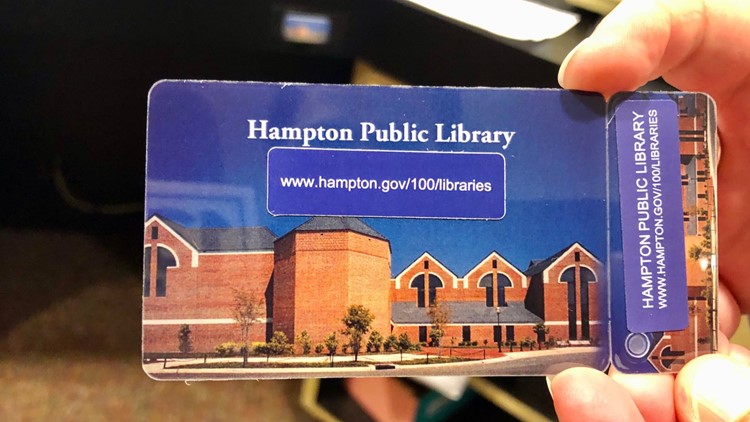 Hampton Public Library
www.hampton.gov/100/libraries
HAMPTON PUBLIC LIBRARY
WWW.HAMPTON.GOV/100/LIBRARIES